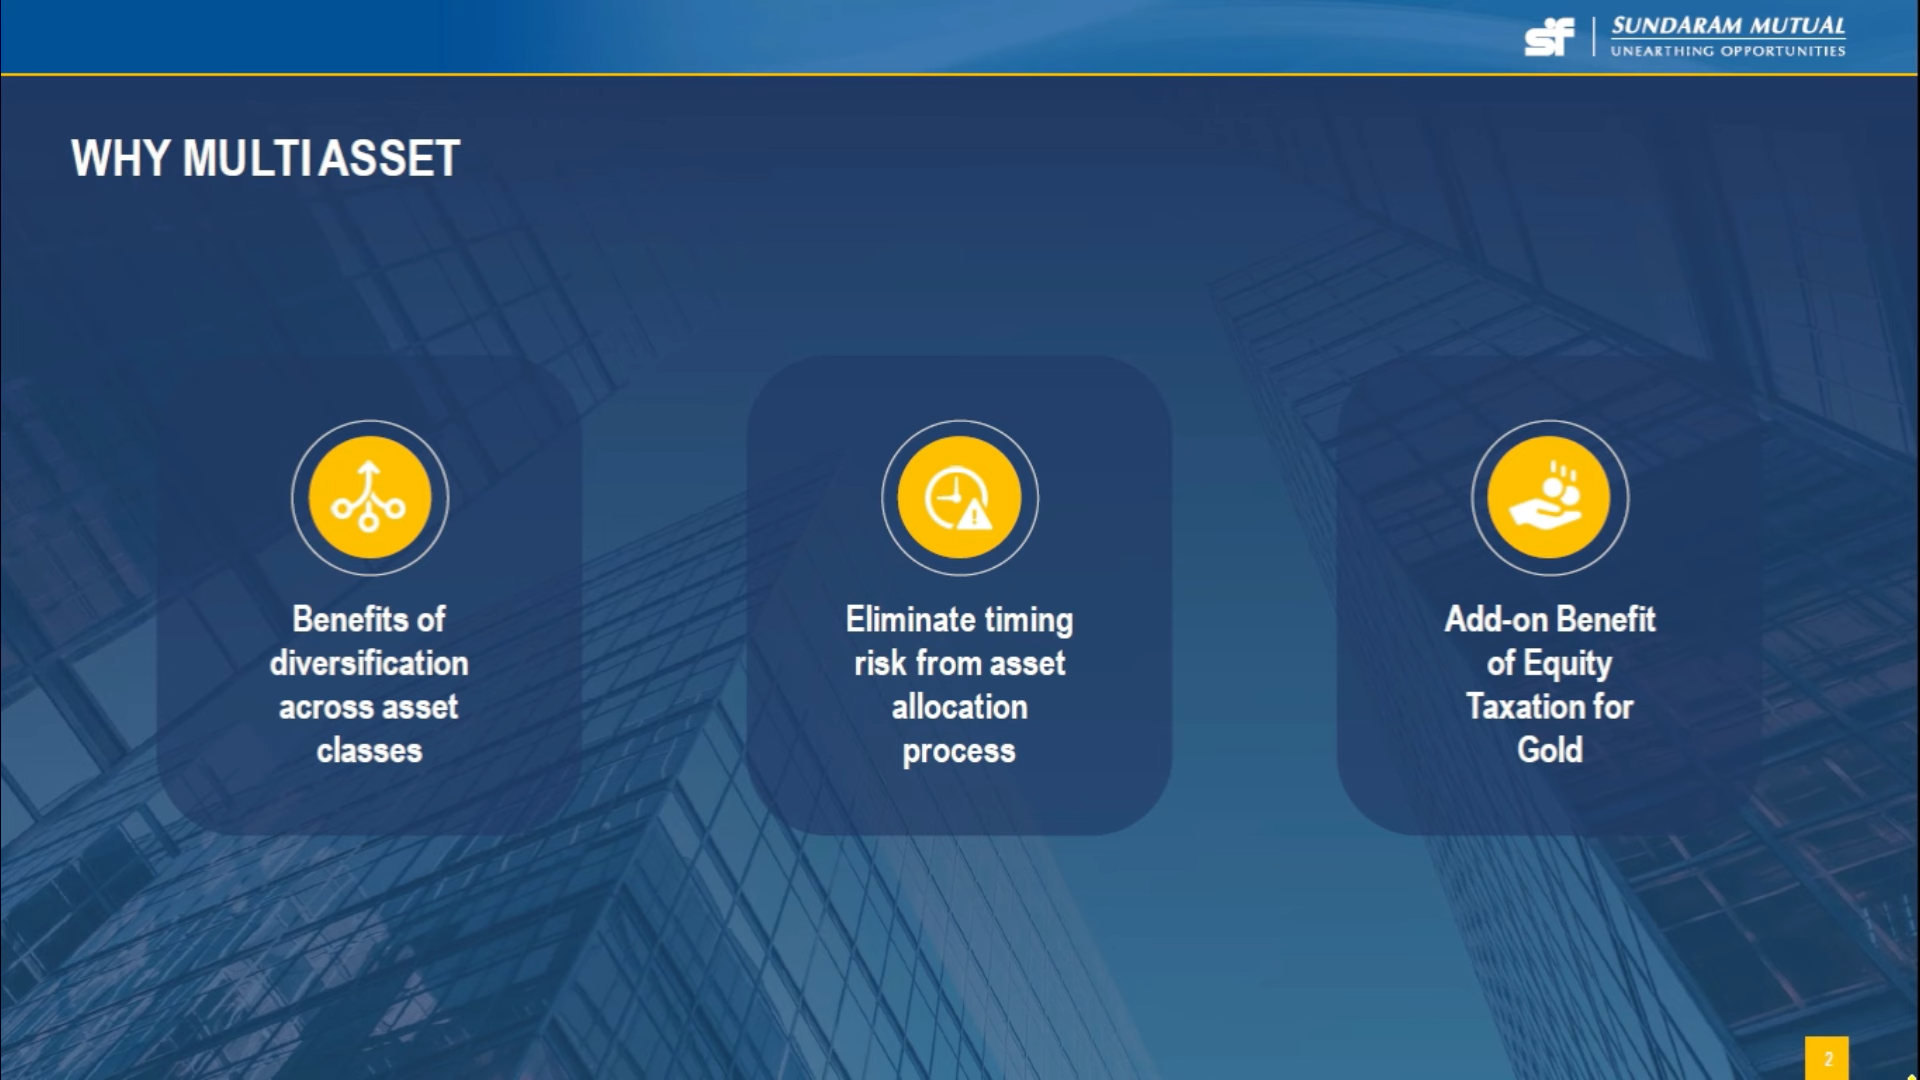 sf
SUNDARAM MUTUAL
UNEARTHING OPPORTUNITIES
WHY MULTI ASSET
Benefits of
diversification
across asset
classes
Eliminate timing
risk from asset
allocation
process
Add-on Benefit
of Equity
Taxation for
Gold
2